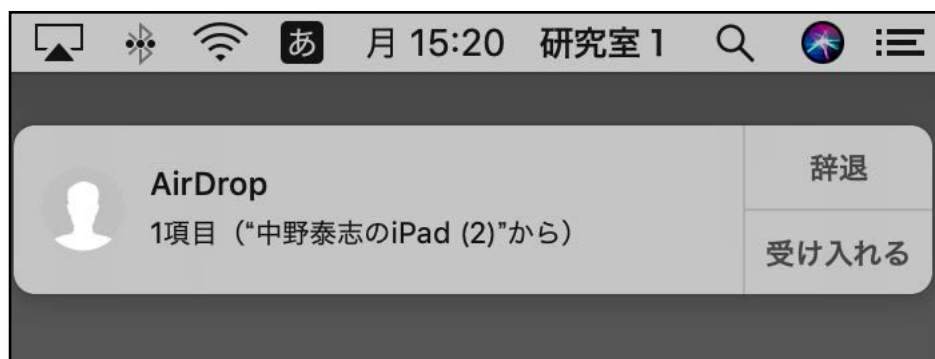 あ 月 15:20 研究室 1
AirDrop
1項目（“中野泰志のiPad (2)”から）
辞退
受け入れる